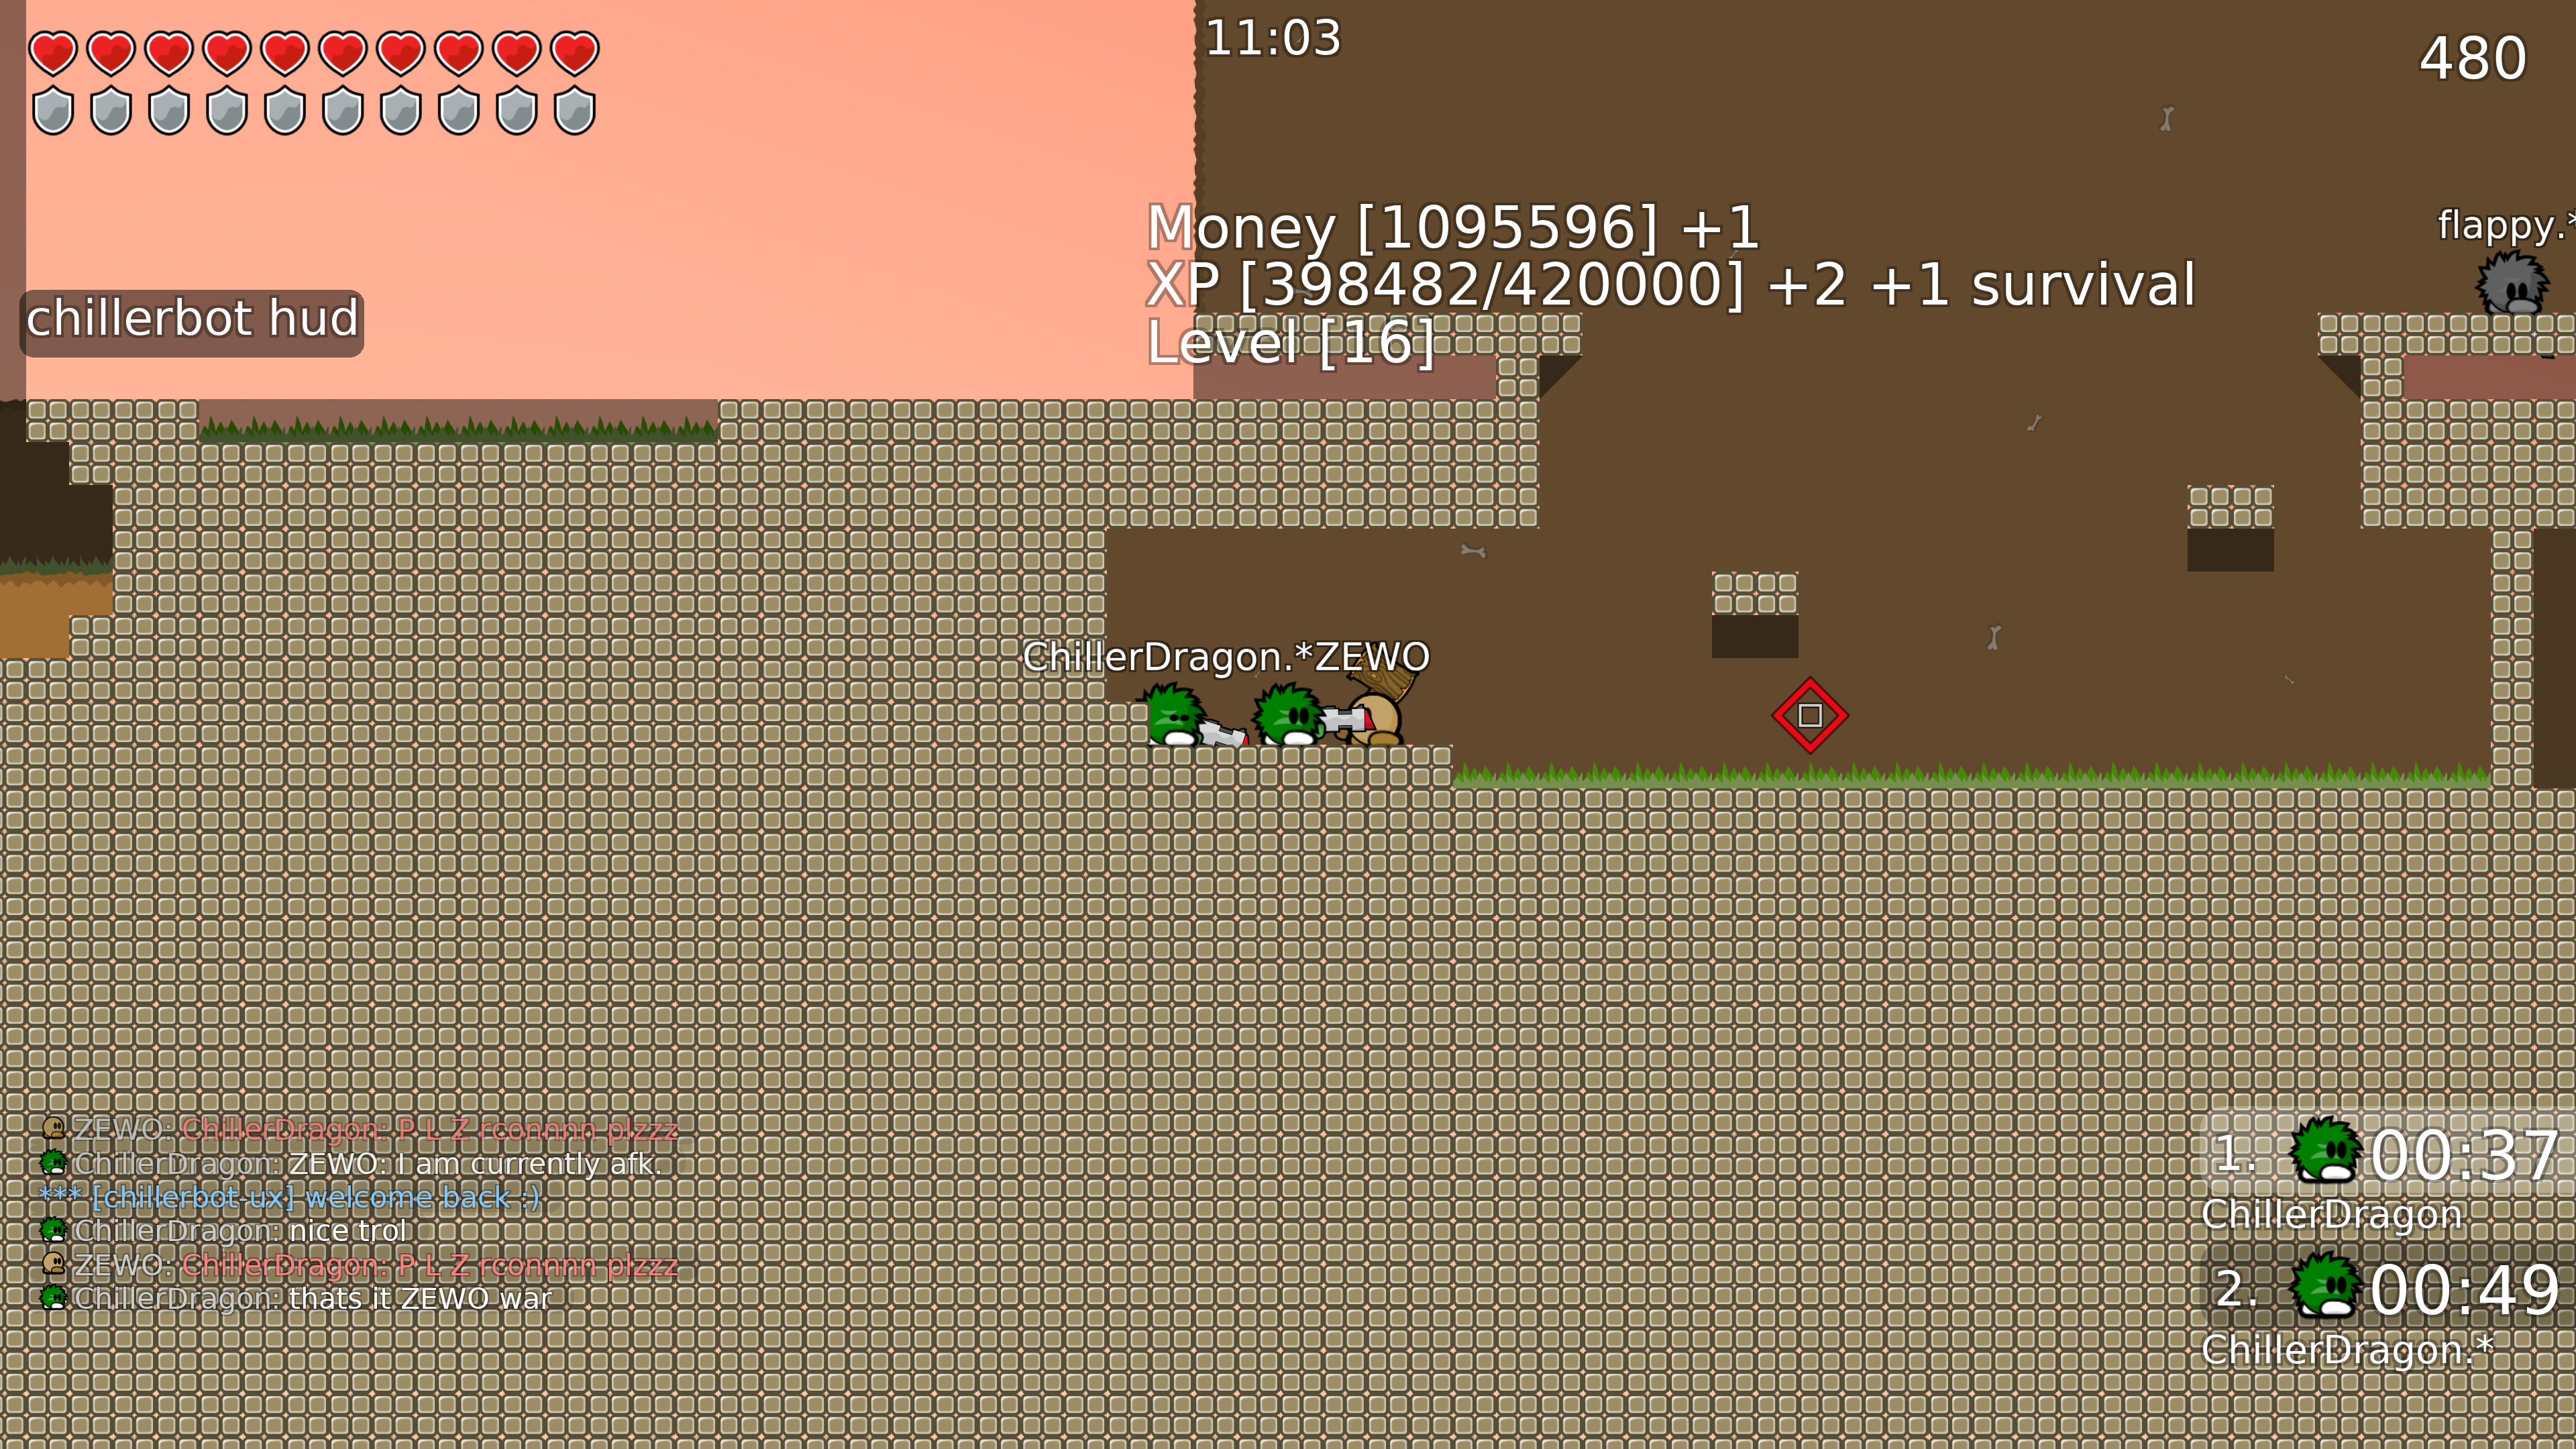 11:03
480
Money [1095596] +1
XP [398482/420000] +2 +1 survival
Level [16]
flappy.*
chillerbot hud
ChillerDragon.*ZEWO
ZEWO: ChillerDragon: P L Z rconnnn plzzz
ChillerDragon: ZEWO: I am currently afk.
*** [chillerbot-ux] welcome back :)
ChillerDragon: nice trol
ZEWO: ChillerDragon: P L Z rconnnn plzzz
ChillerDragon: thats it ZEWO war
1. 00:37
ChillerDragon
2. 00:49
ChillerDragon.*